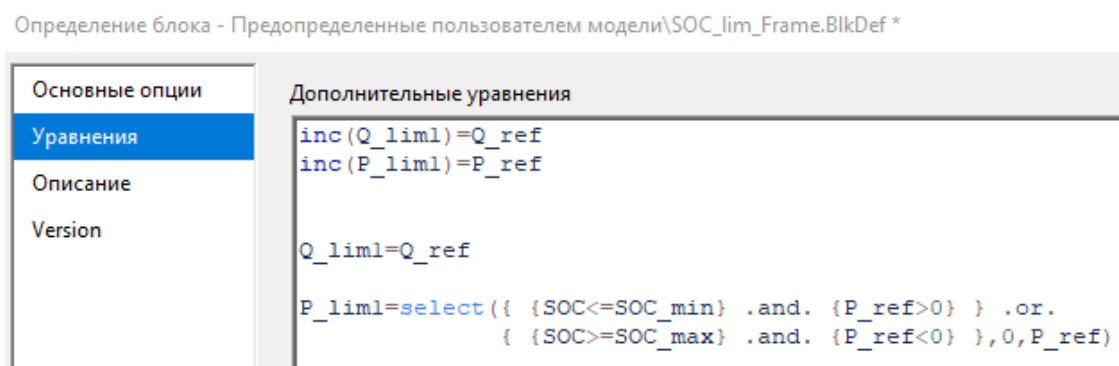 Определение блока - Предопределенные пользователем модели\SOC_lim_Frame.BlkDef *
Основные опции
Уравнения
Описание
Version
Дополнительные уравнения
inc(Q_lim1)=Q_ref
inc(P_lim1)=P_ref
Q_lim1=Q_ref
P_lim1=select({ {SOC<=SOC_min} .and. {P_ref>0} } .or.
{ {SOC>=SOC_max} .and. {P_ref<0} },0,P_ref)